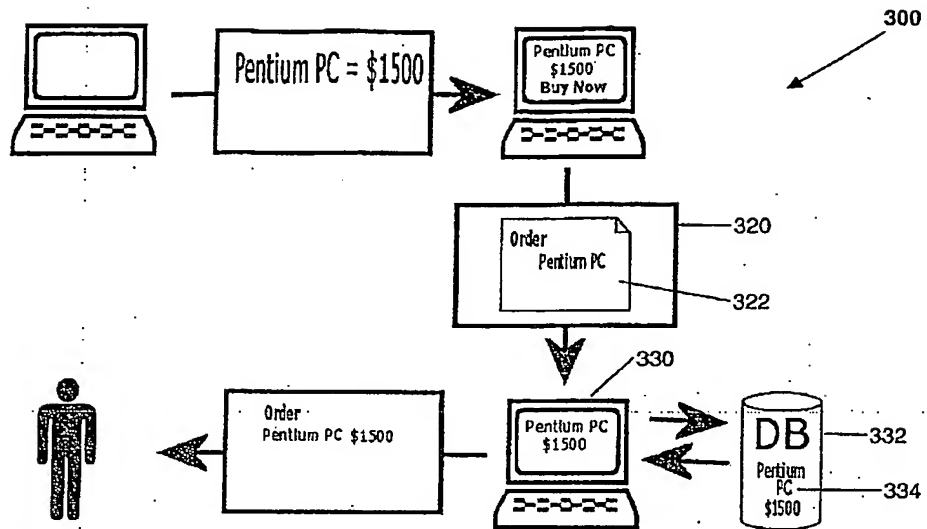 300
Pentium PC = $1500
Pentium PC
$1500
Buy Now
320
Order
Pentium PC
322
330
Order
Pentium PC $1500
Pentium PC
$1500
DB
332
Pentium
PC
334
$1500